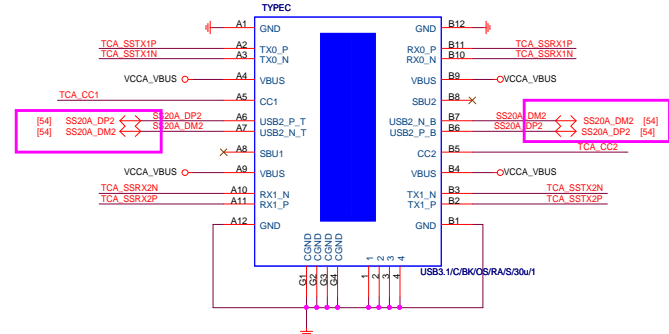 TYPEC
A1 GND GND B12
TCA_SSTX1P A2 TX0_P RX0_P B11 TCA_SSRX1P
TCA_SSTX1N A3 TX0_N RX0_N B10 TCA_SSRX1N
VCCA_VBUS A4 VBUS VBUS B9 VCCA_VBUS
TCA_CC1 A5 CC1 SBU2 B8
[54] SS20A_DP2 SS20A_DP2 A6 USB2_P_T USB2_N_B B7 SS20A_DM2 SS20A_DM2 [54]
[54] SS20A_DM2 SS20A_DM2 A7 USB2_N_T USB2_P_B B6 SS20A_DP2 SS20A_DP2 [54]
A8 SBU1 CC2 B5 TCA_CC2
VCCA_VBUS A9 VBUS VBUS B4 VCCA_VBUS
TCA_SSRX2N A10 RX1_N TX1_N B3 TCA_SSTX2N
TCA_SSRX2P A11 RX1_P TX1_P B2 TCA_SSTX2P
A12 GND GND B1
CGND CGND CGND CGND 1 2 3 4
G1 G2 G3 G4 1 2 3 4
USB3.1/C/BK/OS/RA/S/30u/1